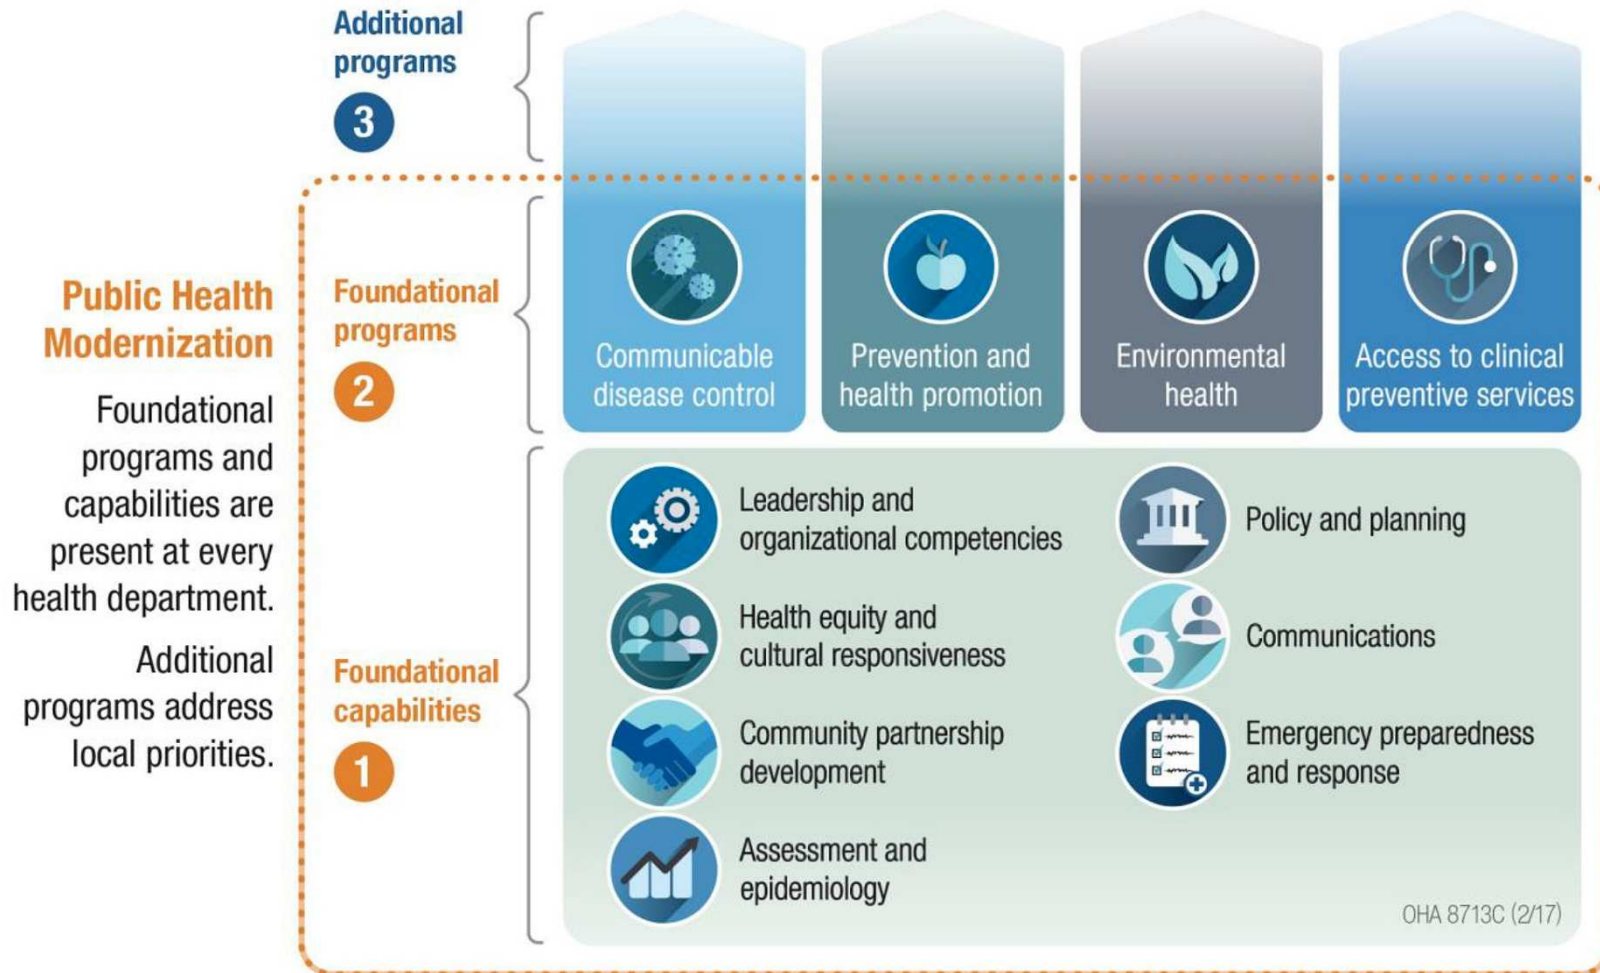 Additional
programs
3
Public Health
Modernization
Foundational
programs and
capabilities are
present at every
health department.
Additional
programs address
local priorities.
Foundational
programs
2
Communicable
disease control
Prevention and
health promotion
Environmental
health
Access to clinical
preventive services
Foundational
capabilities
1
Leadership and
organizational competencies
Health equity and
cultural responsiveness
Community partnership
development
Assessment and
epidemiology
Policy and planning
Communications
Emergency preparedness
and response
OHA 8713C (2/17)